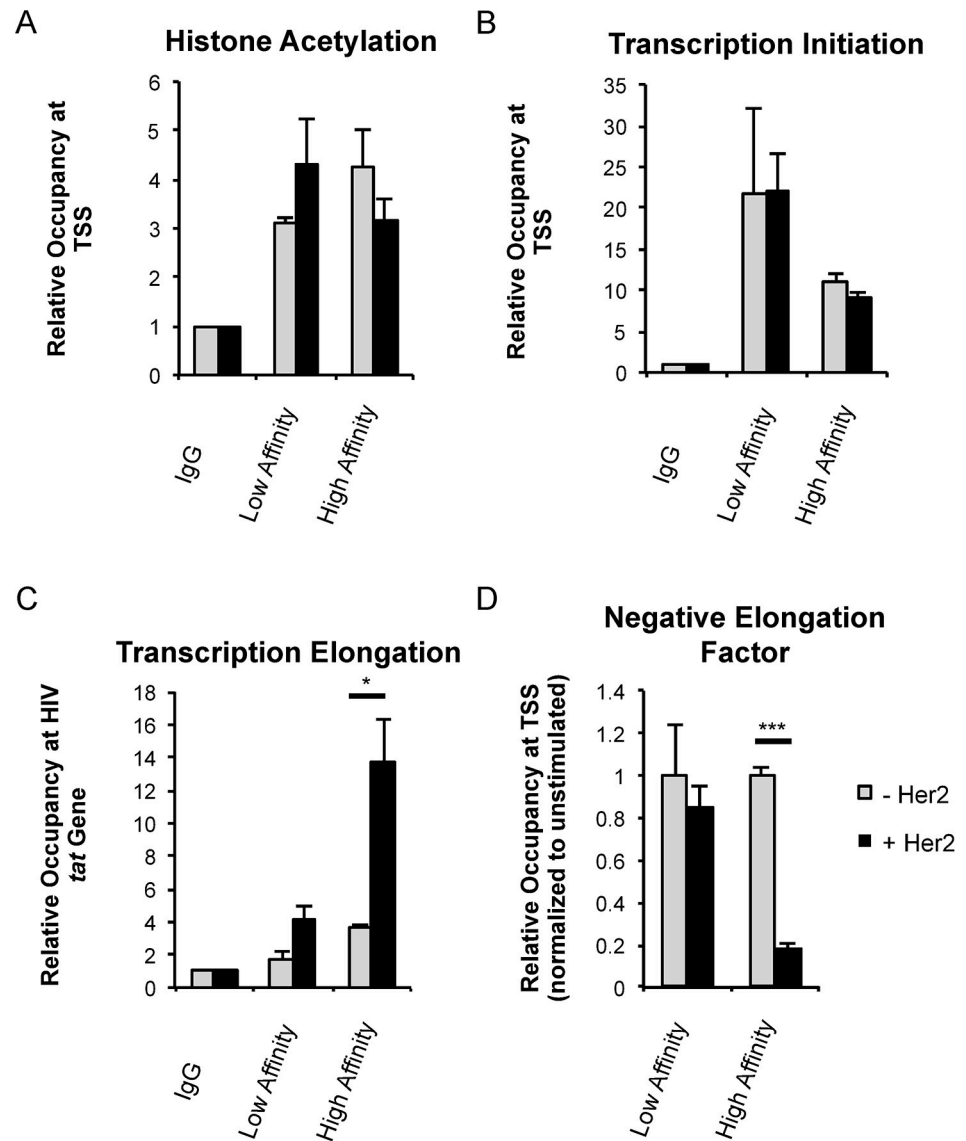 A
Histone Acetylation
Relative Occupancy at
TSS
6
5
4
3
2
1
0
IgG
Low Affinity
High Affinity
B
Transcription Initiation
Relative Occupancy at
TSS
35
30
25
20
15
10
5
0
IgG
Low Affinity
High Affinity
C
Transcription Elongation
Relative Occupancy at HIV
tat Gene
18
16
14
12
10
8
6
4
2
0
*
IgG
Low Affinity
High Affinity
D
Negative Elongation
Factor
Relative Occupancy at TSS
(normalized to unstimulated)
1.4
1.2
1
0.8
0.6
0.4
0.2
0
***
Low Affinity
High Affinity
- Her2
+ Her2